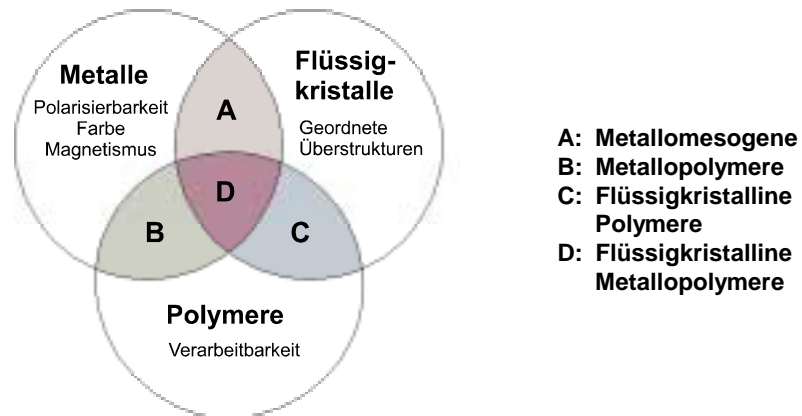 Metalle
Polarisierbarkeit
Farbe
Magnetismus
Flüssig-
kristalle
Geordnete
Überstrukturen
A
D
B
C
Polymere
Verarbeitbarkeit
A: Metallomesogene
B: Metallopolymere
C: Flüssigkristalline
Polymere
D: Flüssigkristalline
Metallopolymere